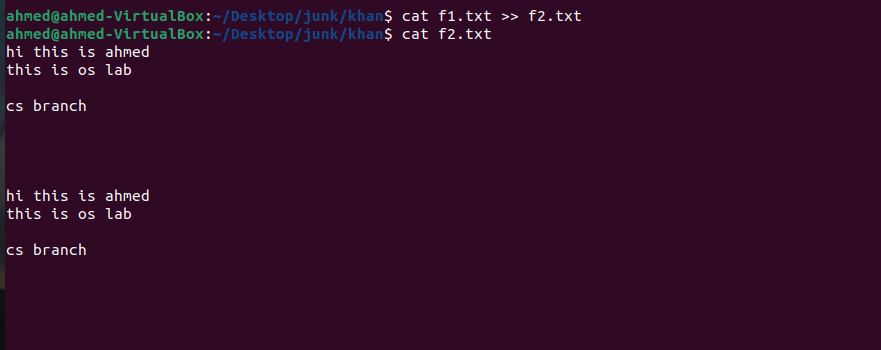 ahmed@ahmed-VirtualBox:~/Desktop/junk/khan$ cat f1.txt >> f2.txt
ahmed@ahmed-VirtualBox:~/Desktop/junk/khan$ cat f2.txt
hi this is ahmed
this is os lab
cs branch
hi this is ahmed
this is os lab
cs branch